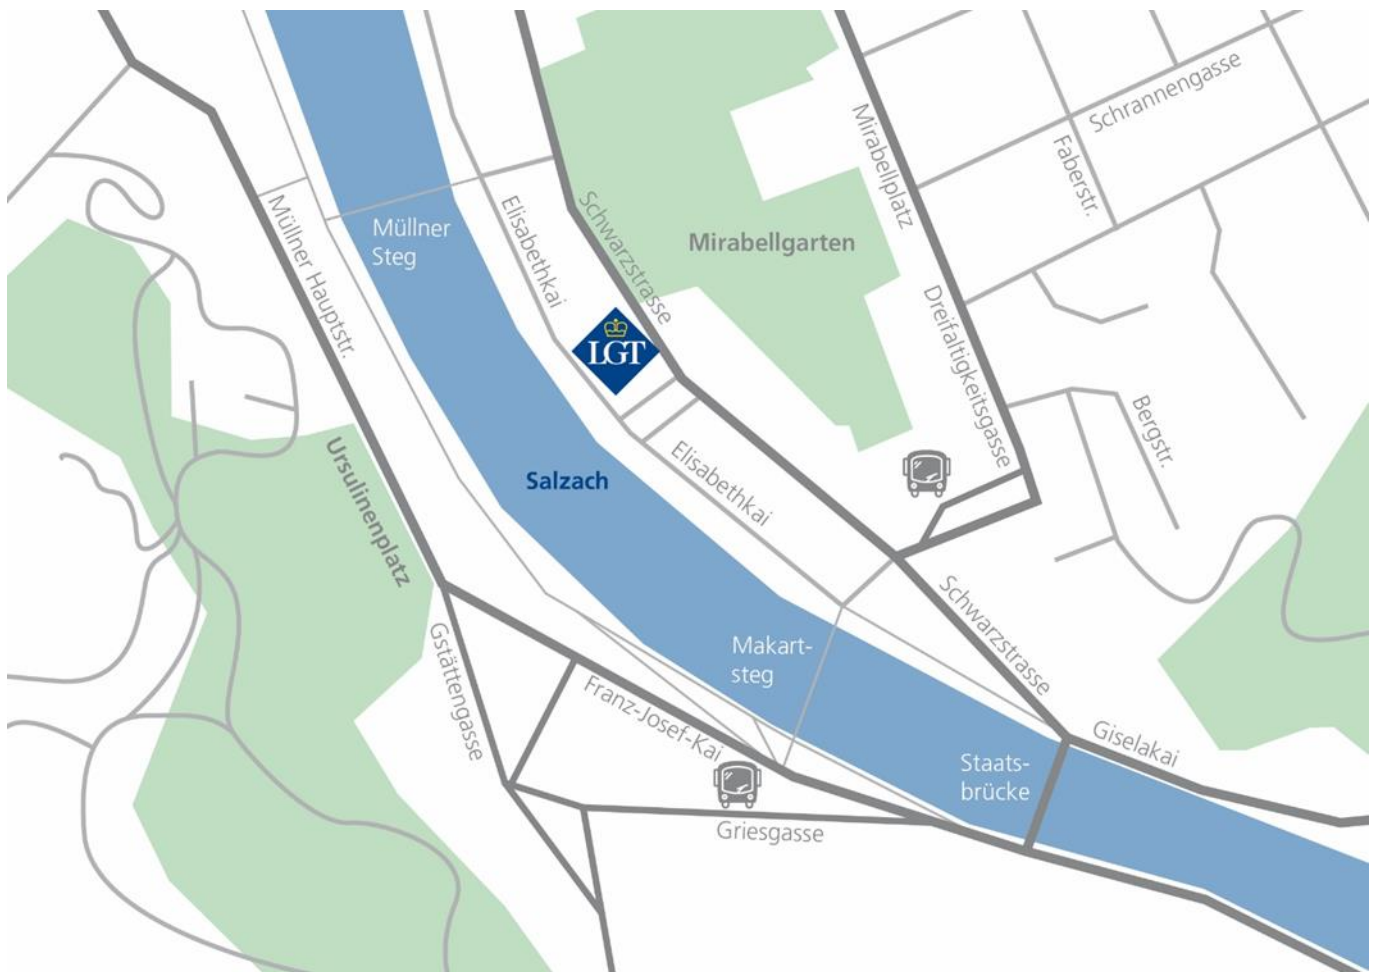 Schrannengasse
Mirabellplatz
Faberstr.
Müllner Hauptstr.
Elisabethkai
Schwarzstrasse
Müllner
Steg
Mirabellgarten
Dreifaltigkeitsgasse
LGT
Bergstr.
Ursulinenplatz
Salzach
Elisabethkai
Schwarzstrasse
Gstättengasse
Makart-
steg
Franz-Josef-Kai
Giselakai
Staats-
brücke
Griesgasse